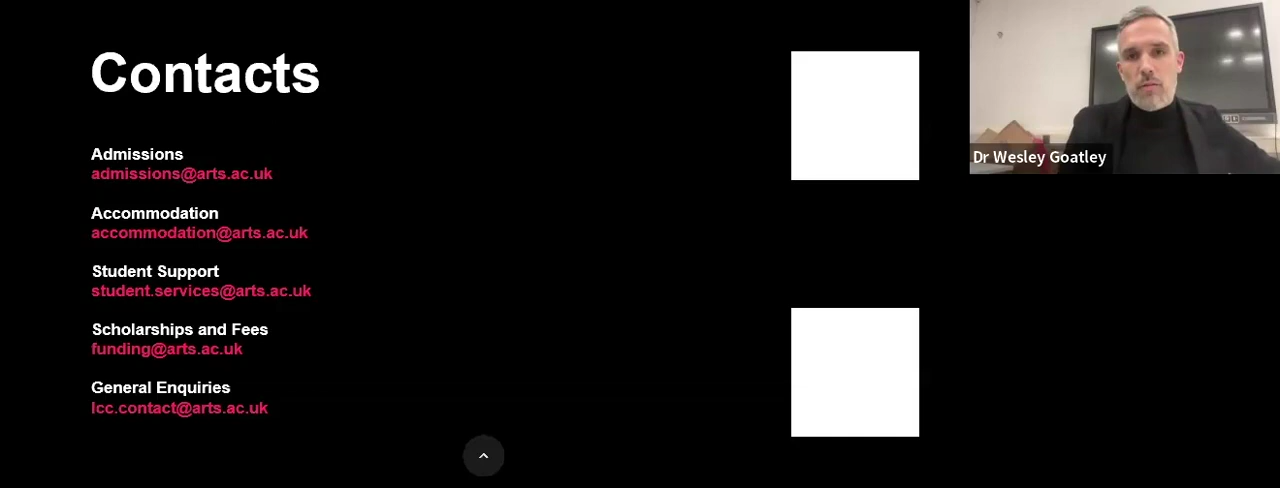 Contacts
Admissions
admissions@arts.ac.uk
Accommodation
accommodation@arts.ac.uk
Student Support
student.services@arts.ac.uk
Scholarships and Fees
funding@arts.ac.uk
General Enquiries
lcc.contact@arts.ac.uk
Dr Wesley Goatley